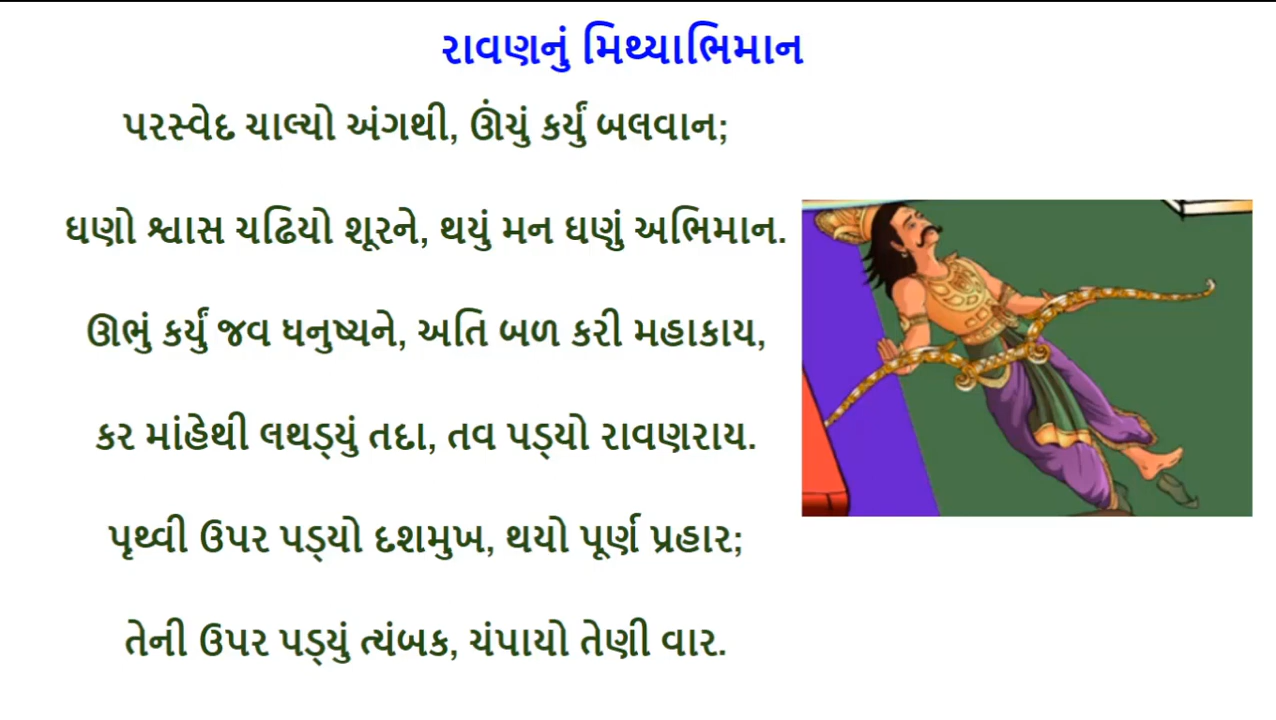 રાવણનું મિથ્યાભિમાન
પરસ્વેદ ચાલ્યો અંગથી, ઊંચું કર્યું બલવાન;
ઘણો શ્વાસ ચઢિયો શૂરને, થયું મન ઘણું અભિમાન.
ઊભું કર્યું જવ ધનુષ્યને, અતિ બળ કરી મહાકાય,
કર માંહેથી લથડ્યું તદા, તવ પડ્યો રાવણરાય.
પૃથ્વી ઉપર પડ્યો દશમુખ, થયો પૂર્ણ પ્રહાર;
તેની ઉપર પડ્યું ત્યંબક, ચંપાયો તેણી વાર.